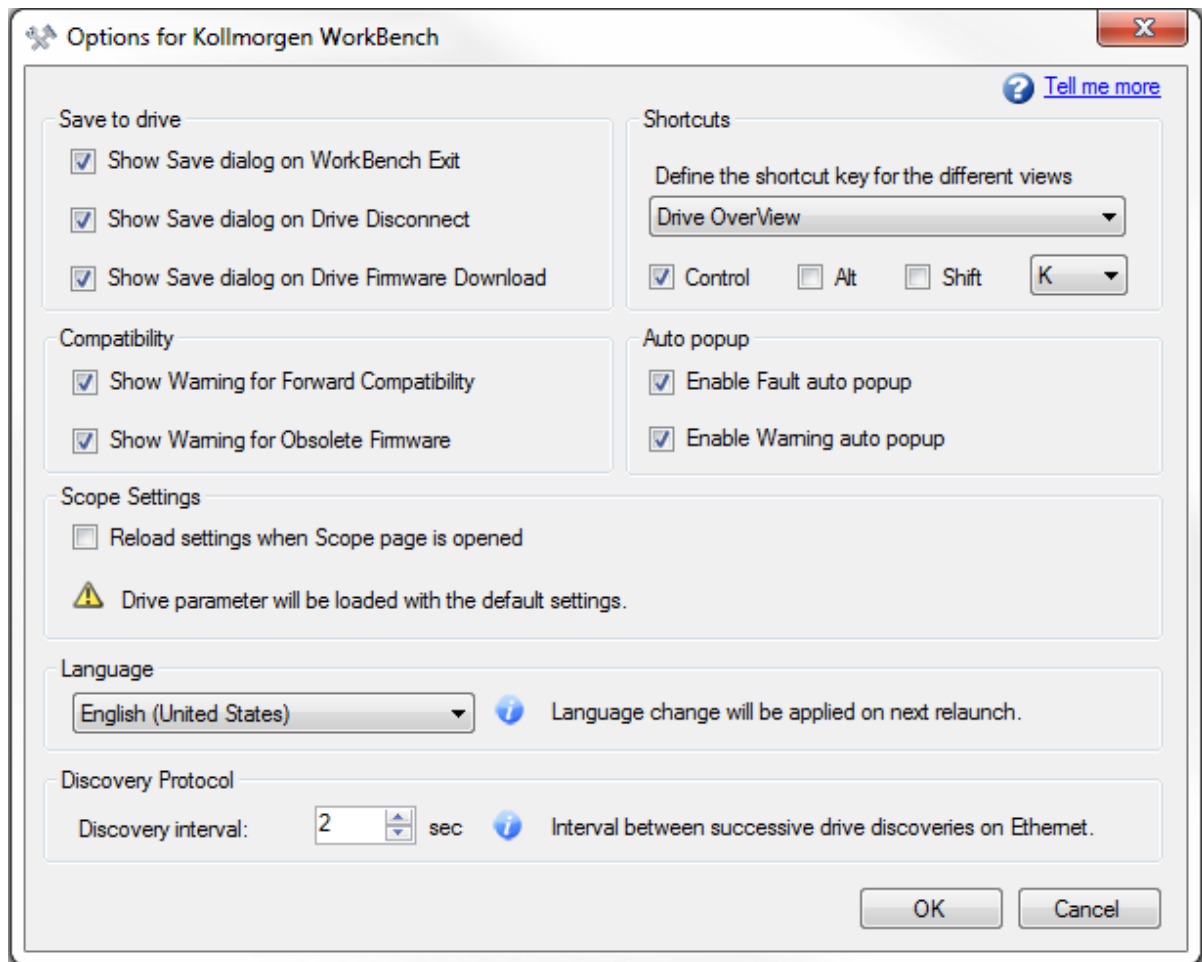 Options for Kollmorgen WorkBench
Tell me more
Save to drive
Show Save dialog on WorkBench Exit
Show Save dialog on Drive Disconnect
Show Save dialog on Drive Firmware Download
Shortcuts
Define the shortcut key for the different views
Drive OverView
Control Alt Shift K
Compatibility
Show Warning for Forward Compatibility
Show Warning for Obsolete Firmware
Auto popup
Enable Fault auto popup
Enable Warning auto popup
Scope Settings
Reload settings when Scope page is opened
Drive parameter will be loaded with the default settings.
Language
English (United States) Language change will be applied on next relaunch.
Discovery Protocol
Discovery interval: 2 sec Interval between successive drive discoveries on Ethernet.
OK Cancel